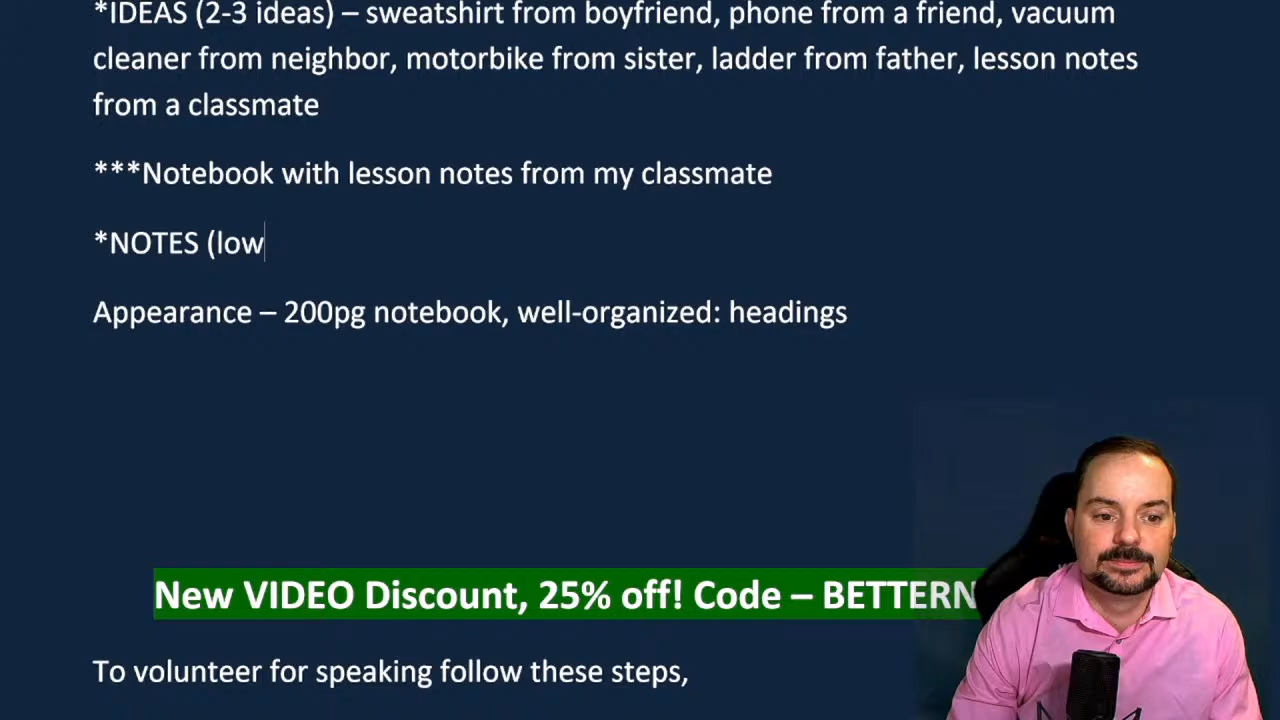 *IDEAS (2-3 ideas) – sweatshirt from boyfriend, phone from a friend, vacuum
cleaner from neighbor, motorbike from sister, ladder from father, lesson notes
from a classmate
***Notebook with lesson notes from my classmate
*NOTES (low
Appearance – 200pg notebook, well-organized: headings
New VIDEO Discount, 25% off! Code – BETTERN
To volunteer for speaking follow these steps,